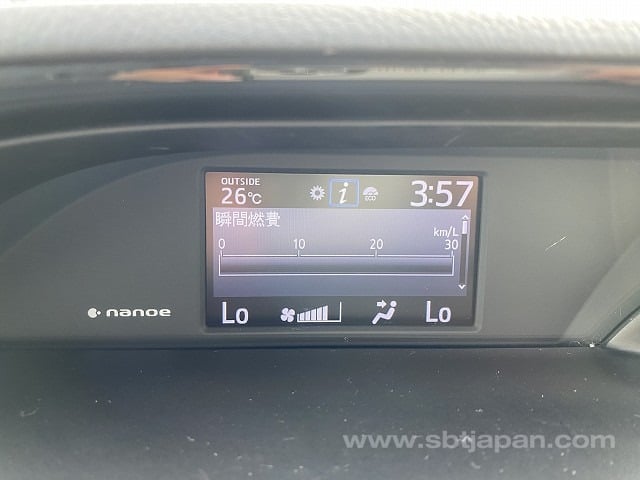 OUTSIDE
26℃
i
ECO
3:57
瞬間燃費
km/L
0 10 20 30
nanoe
Lo
Lo
www.sbtjapan.com